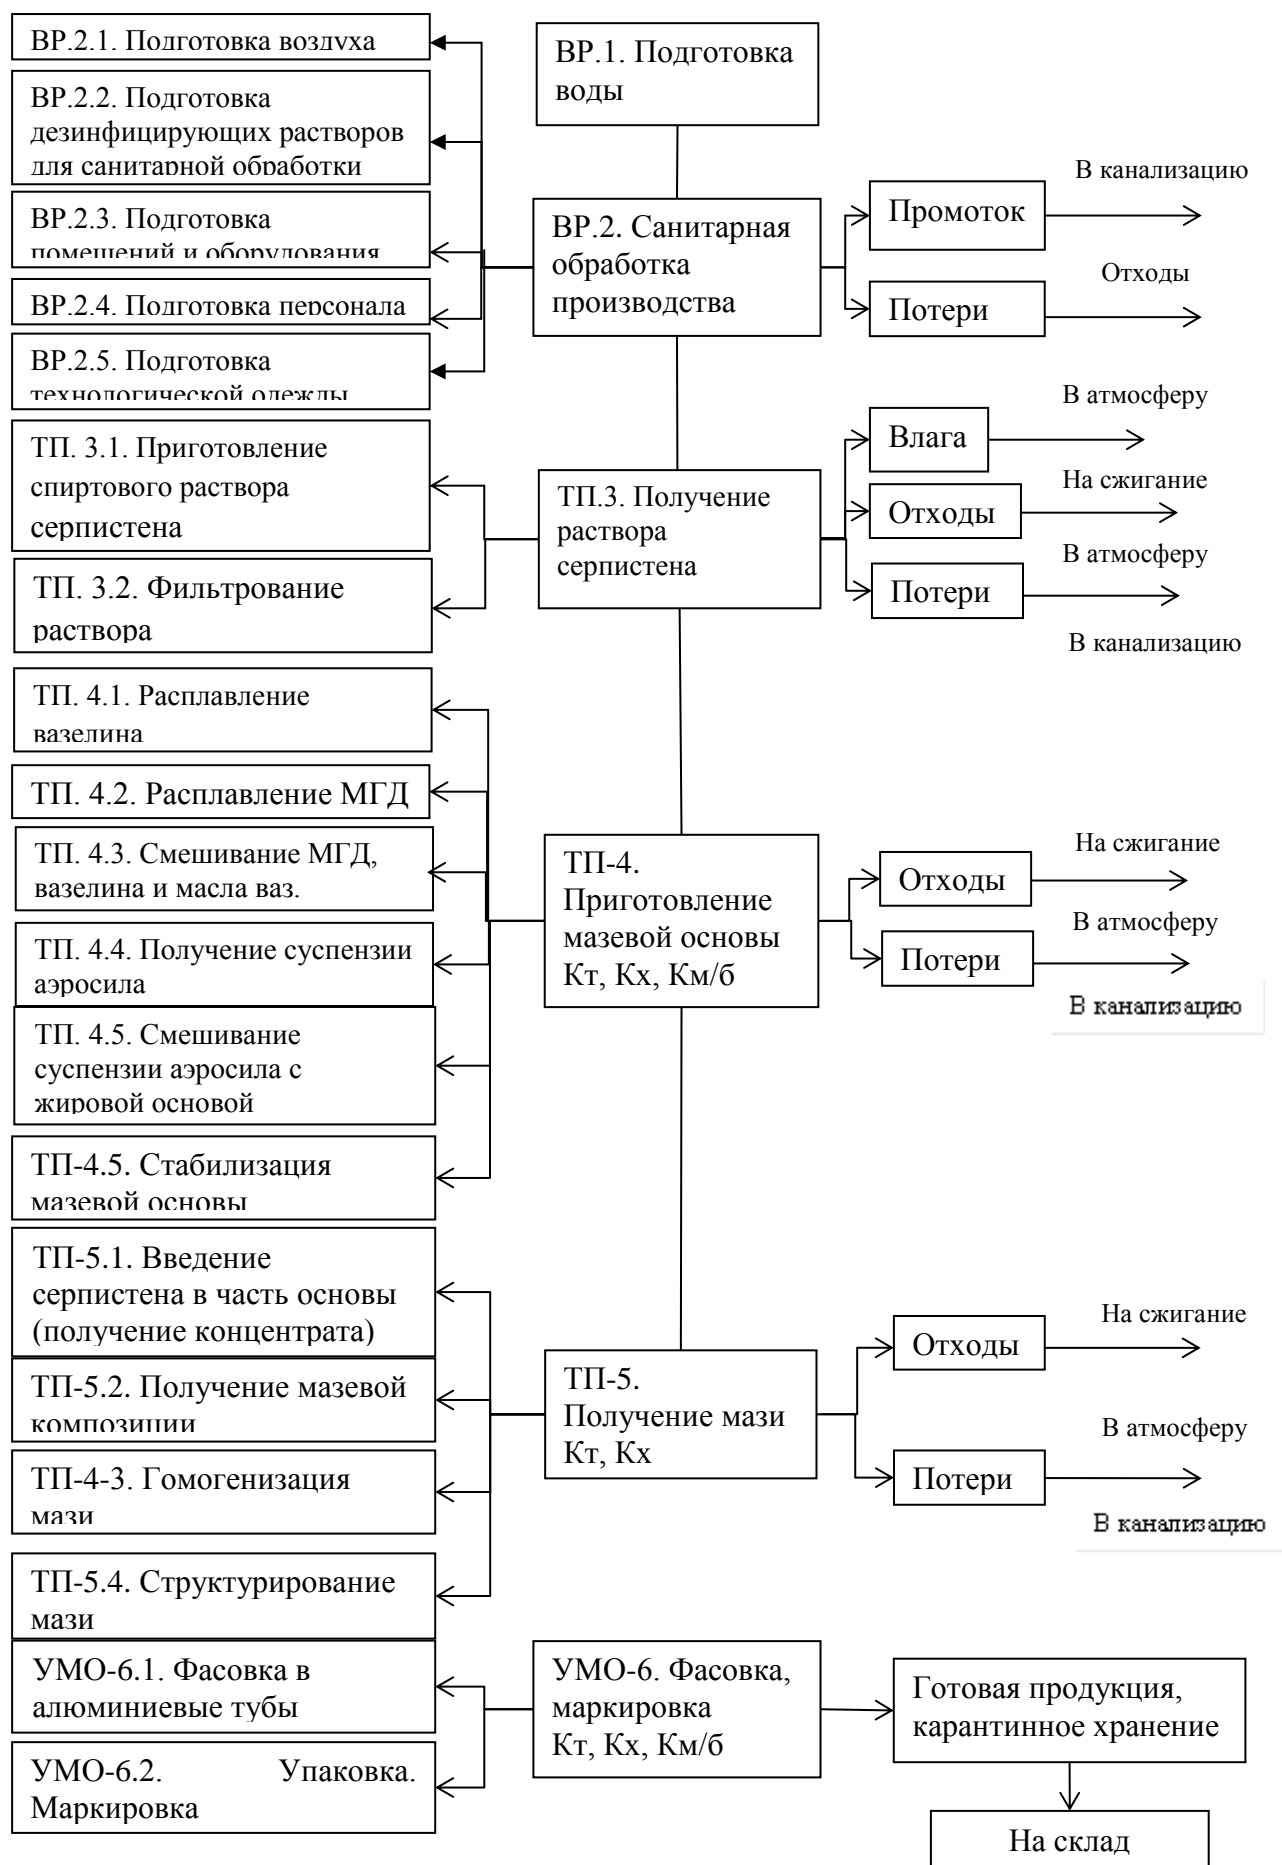 ВР.2.1. Подготовка воздуха
ВР.2.2. Подготовка
дезинфицирующих растворов
для санитарной обработки
ВР.2.3. Подготовка
помещений и оборудования
ВР.2.4. Подготовка персонала
ВР.2.5. Подготовка
технологической одежды
ВР.1. Подготовка
воды
ВР.2. Санитарная
обработка
производства
Промоток
В канализацию
Потери
Отходы
ТП. 3.1. Приготовление
спиртового раствора
серпистена
ТП. 3.2. Фильтрование
раствора
ТП.3. Получение
раствора
серпистена
Влага
В атмосферу
Отходы
На сжигание
Потери
В атмосферу
В канализацию
ТП. 4.1. Расплавление
вазелина
ТП. 4.2. Расплавление МГД
ТП. 4.3. Смешивание МГД,
вазелина и масла ваз.
ТП. 4.4. Получение суспензии
аэросила
ТП. 4.5. Смешивание
суспензии аэросила с
жировой основой
ТП-4.5. Стабилизация
мазевой основы
ТП-4.
Приготовление
мазевой основы
Кт, Кх, Км/б
Отходы
На сжигание
Потери
В атмосферу
В канализацию
ТП-5.1. Введение
серпистена в часть основы
(получение концентрата)
ТП-5.2. Получение мазевой
композиции
ТП-4-3. Гомогенизация
мази
ТП-5.4. Структурирование
мази
ТП-5.
Получение мази
Кт, Кх
Отходы
На сжигание
Потери
В атмосферу
В канализацию
УМО-6.1. Фасовка в
алюминиевые тубы
УМО-6.2. Упаковка.
Маркировка
УМО-6. Фасовка,
маркировка
Кт, Кх, Км/б
Готовая продукция,
карантинное хранение
На склад